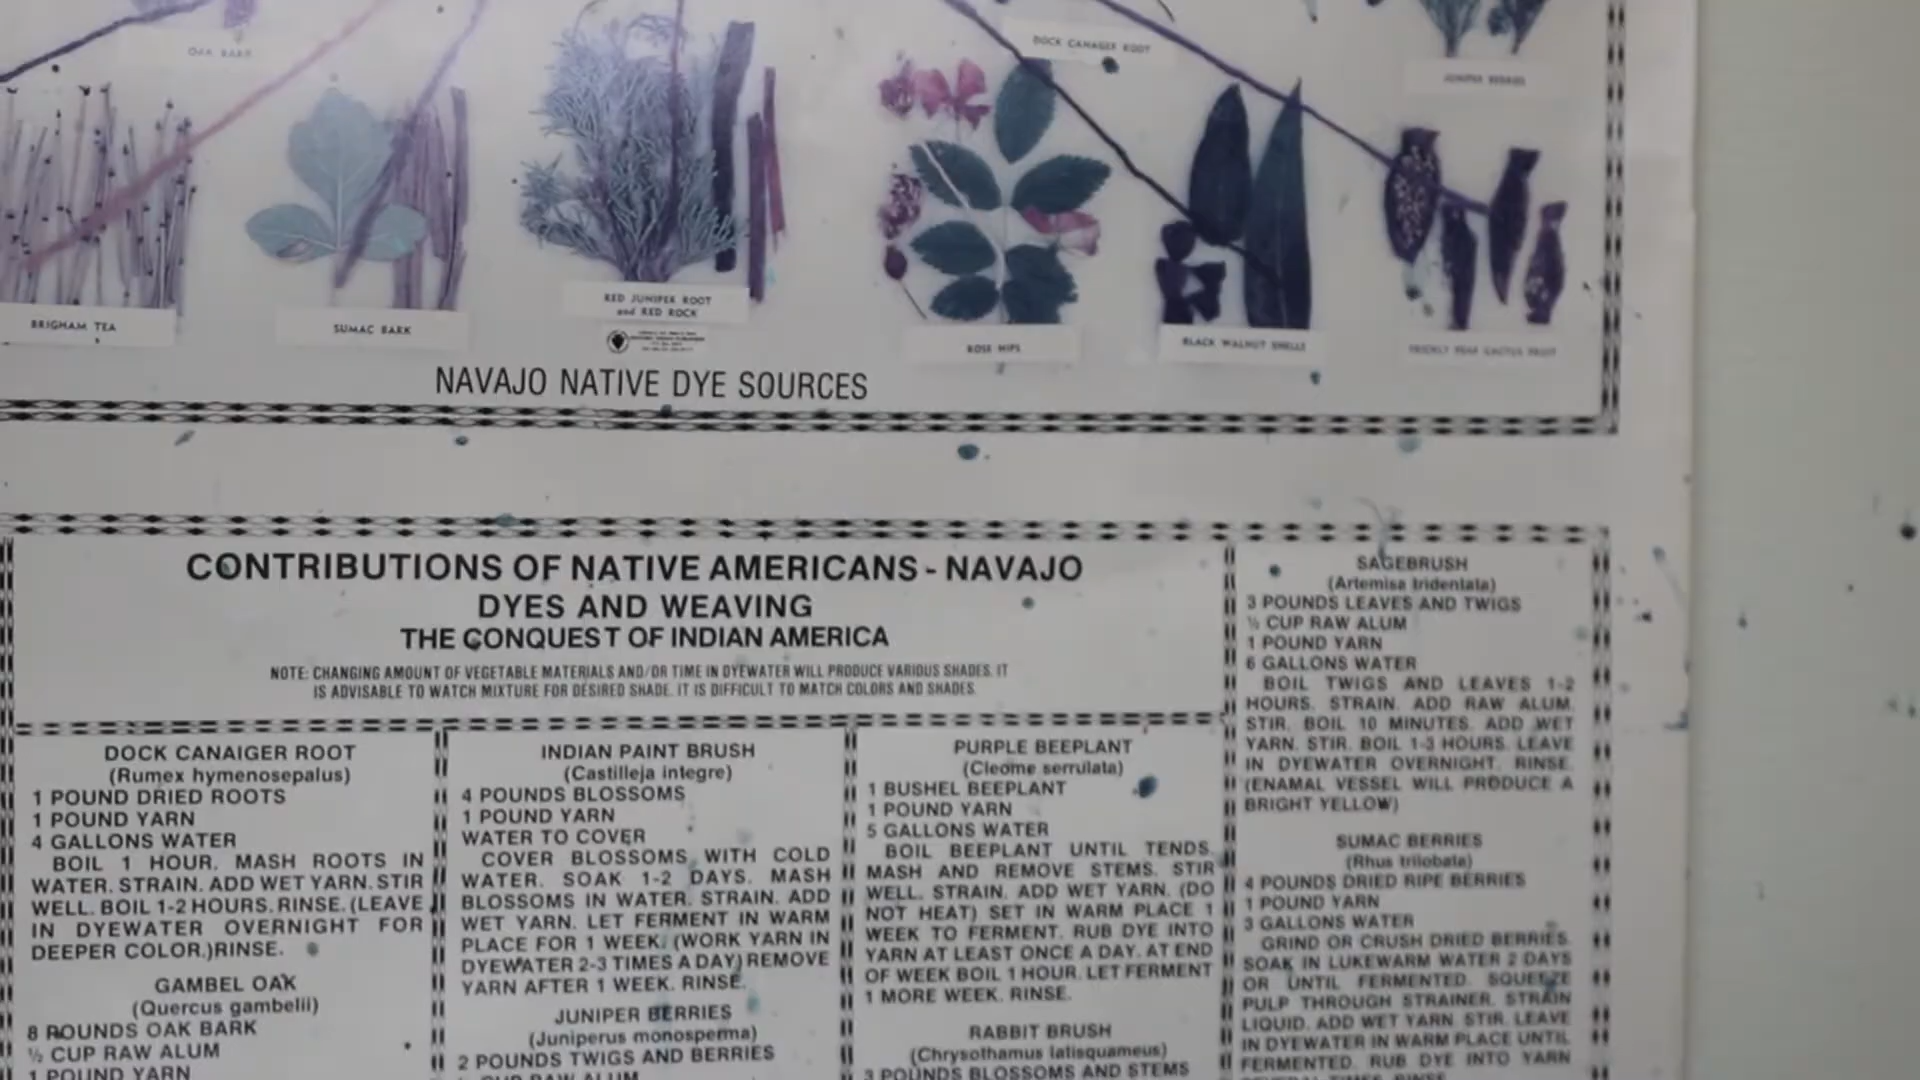 OAK BARK
DOCK CANAIGER ROOT
JUNIPER BERRIES
BRIGHAM TEA
SUMAC BARK
RED JUNIPER ROOT
and RED ROCK
ROSE HIPS
BLACK WALNUT SHELLS
PRICKLY PEAR CACTUS FRUIT
NAVAJO NATIVE DYE SOURCES
CONTRIBUTIONS OF NATIVE AMERICANS - NAVAJO
DYES AND WEAVING
THE CONQUEST OF INDIAN AMERICA
NOTE: CHANGING AMOUNT OF VEGETABLE MATERIALS AND/OR TIME IN DYEWATER WILL PRODUCE VARIOUS SHADES. IT
IS ADVISABLE TO WATCH MIXTURE FOR DESIRED SHADE. IT IS DIFFICULT TO MATCH COLORS AND SHADES.
DOCK CANAIGER ROOT
(Rumex hymenosepalus)
1 POUND DRIED ROOTS
1 POUND YARN
4 GALLONS WATER
BOIL 1 HOUR. MASH ROOTS IN
WATER. STRAIN. ADD WET YARN. STIR
WELL. BOIL 1-2 HOURS. RINSE. (LEAVE
IN DYEWATER OVERNIGHT FOR
DEEPER COLOR.)RINSE.
GAMBEL OAK
(Quercus gambelii)
8 POUNDS OAK BARK
½ CUP RAW ALUM
1 POUND YARN
INDIAN PAINT BRUSH
(Castilleja integre)
4 POUNDS BLOSSOMS
1 POUND YARN
WATER TO COVER
COVER BLOSSOMS WITH COLD
WATER. SOAK 1-2 DAYS. MASH
BLOSSOMS IN WATER. STRAIN. ADD
WET YARN. LET FERMENT IN WARM
PLACE FOR 1 WEEK. (WORK YARN IN
DYEWATER 2-3 TIMES A DAY) REMOVE
YARN AFTER 1 WEEK. RINSE.
JUNIPER BERRIES
(Juniperus monosperma)
2 POUNDS TWIGS AND BERRIES
CUP RAW ALUM
PURPLE BEEPLANT
(Cleome serrulata)
1 BUSHEL BEEPLANT
1 POUND YARN
5 GALLONS WATER
BOIL BEEPLANT UNTIL TENDS.
MASH AND REMOVE STEMS. STIR
WELL. STRAIN. ADD WET YARN. (DO
NOT HEAT) SET IN WARM PLACE 1
WEEK TO FERMENT. RUB DYE INTO
YARN AT LEAST ONCE A DAY. AT END
OF WEEK BOIL 1 HOUR. LET FERMENT
1 MORE WEEK. RINSE.
RABBIT BRUSH
(Chrysothamus latisquameus)
3 POUNDS BLOSSOMS AND STEMS
SAGEBRUSH
(Artemisa tridentata)
3 POUNDS LEAVES AND TWIGS
½ CUP RAW ALUM
1 POUND YARN
6 GALLONS WATER
BOIL TWIGS AND LEAVES 1-2
HOURS. STRAIN. ADD RAW ALUM.
STIR. BOIL 10 MINUTES. ADD WET
YARN. STIR. BOIL 1-3 HOURS. LEAVE
IN DYEWATER OVERNIGHT. RINSE.
(ENAMAL VESSEL WILL PRODUCE A
BRIGHT YELLOW)
SUMAC BERRIES
(Rhus trilobata)
4 POUNDS DRIED RIPE BERRIES
1 POUND YARN
3 GALLONS WATER
GRIND OR CRUSH DRIED BERRIES.
SOAK IN LUKEWARM WATER 2 DAYS
OR UNTIL FERMENTED. SQUEEZE
PULP THROUGH STRAINER. STRAIN
LIQUID. ADD WET YARN. STIR. LEAVE
IN DYEWATER IN WARM PLACE UNTIL
FERMENTED. RUB DYE INTO YARN
SEVERAL TIMES. RINSE.